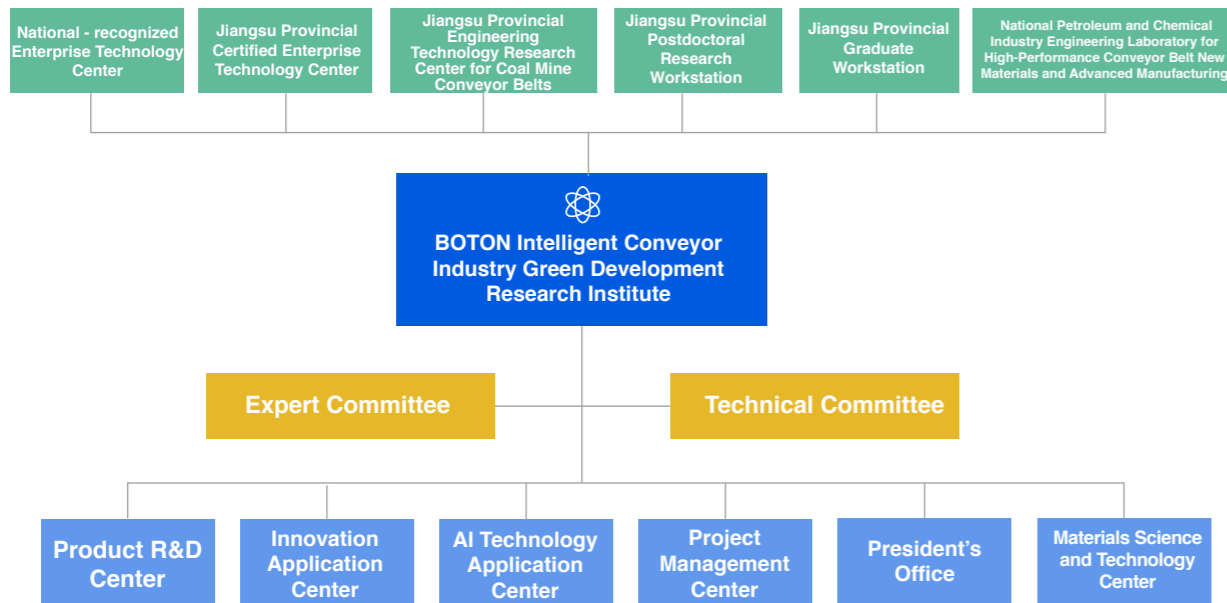 National - recognized
Enterprise Technology
Center
Jiangsu Provincial
Certified Enterprise
Technology Center
Jiangsu Provincial
Engineering
Technology Research
Center for Coal Mine
Conveyor Belts
Jiangsu Provincial
Postdoctoral
Research
Workstation
Jiangsu Provincial
Graduate
Workstation
National Petroleum and Chemical
Industry Engineering Laboratory for
High-Performance Conveyor Belt New
Materials and Advanced Manufacturing
BOTON Intelligent Conveyor
Industry Green Development
Research Institute
Expert Committee
Technical Committee
Product R&D
Center
Innovation
Application
Center
AI Technology
Application
Center
Project
Management
Center
President’s
Office
Materials Science
and Technology
Center